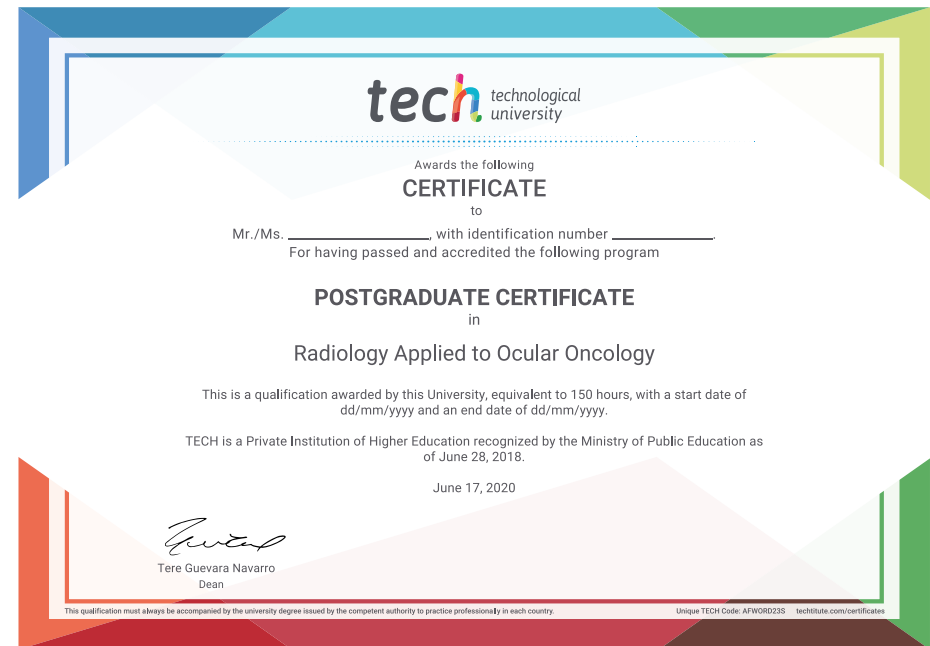 tech technological
university
Awards the following
CERTIFICATE
to
Mr./Ms. ____________________, with identification number ______________.
For having passed and accredited the following program
POSTGRADUATE CERTIFICATE
in
Radiology Applied to Ocular Oncology
This is a qualification awarded by this University, equivalent to 150 hours, with a start date of
dd/mm/yyyy and an end date of dd/mm/yyyy.
TECH is a Private Institution of Higher Education recognized by the Ministry of Public Education as
of June 28, 2018.
June 17, 2020
Tere Guevara Navarro
Dean
This qualification must always be accompanied by the university degree issued by the competent authority to practice professionally in each country.
Unique TECH Code: AFWORD23S techtitute.com/certificates